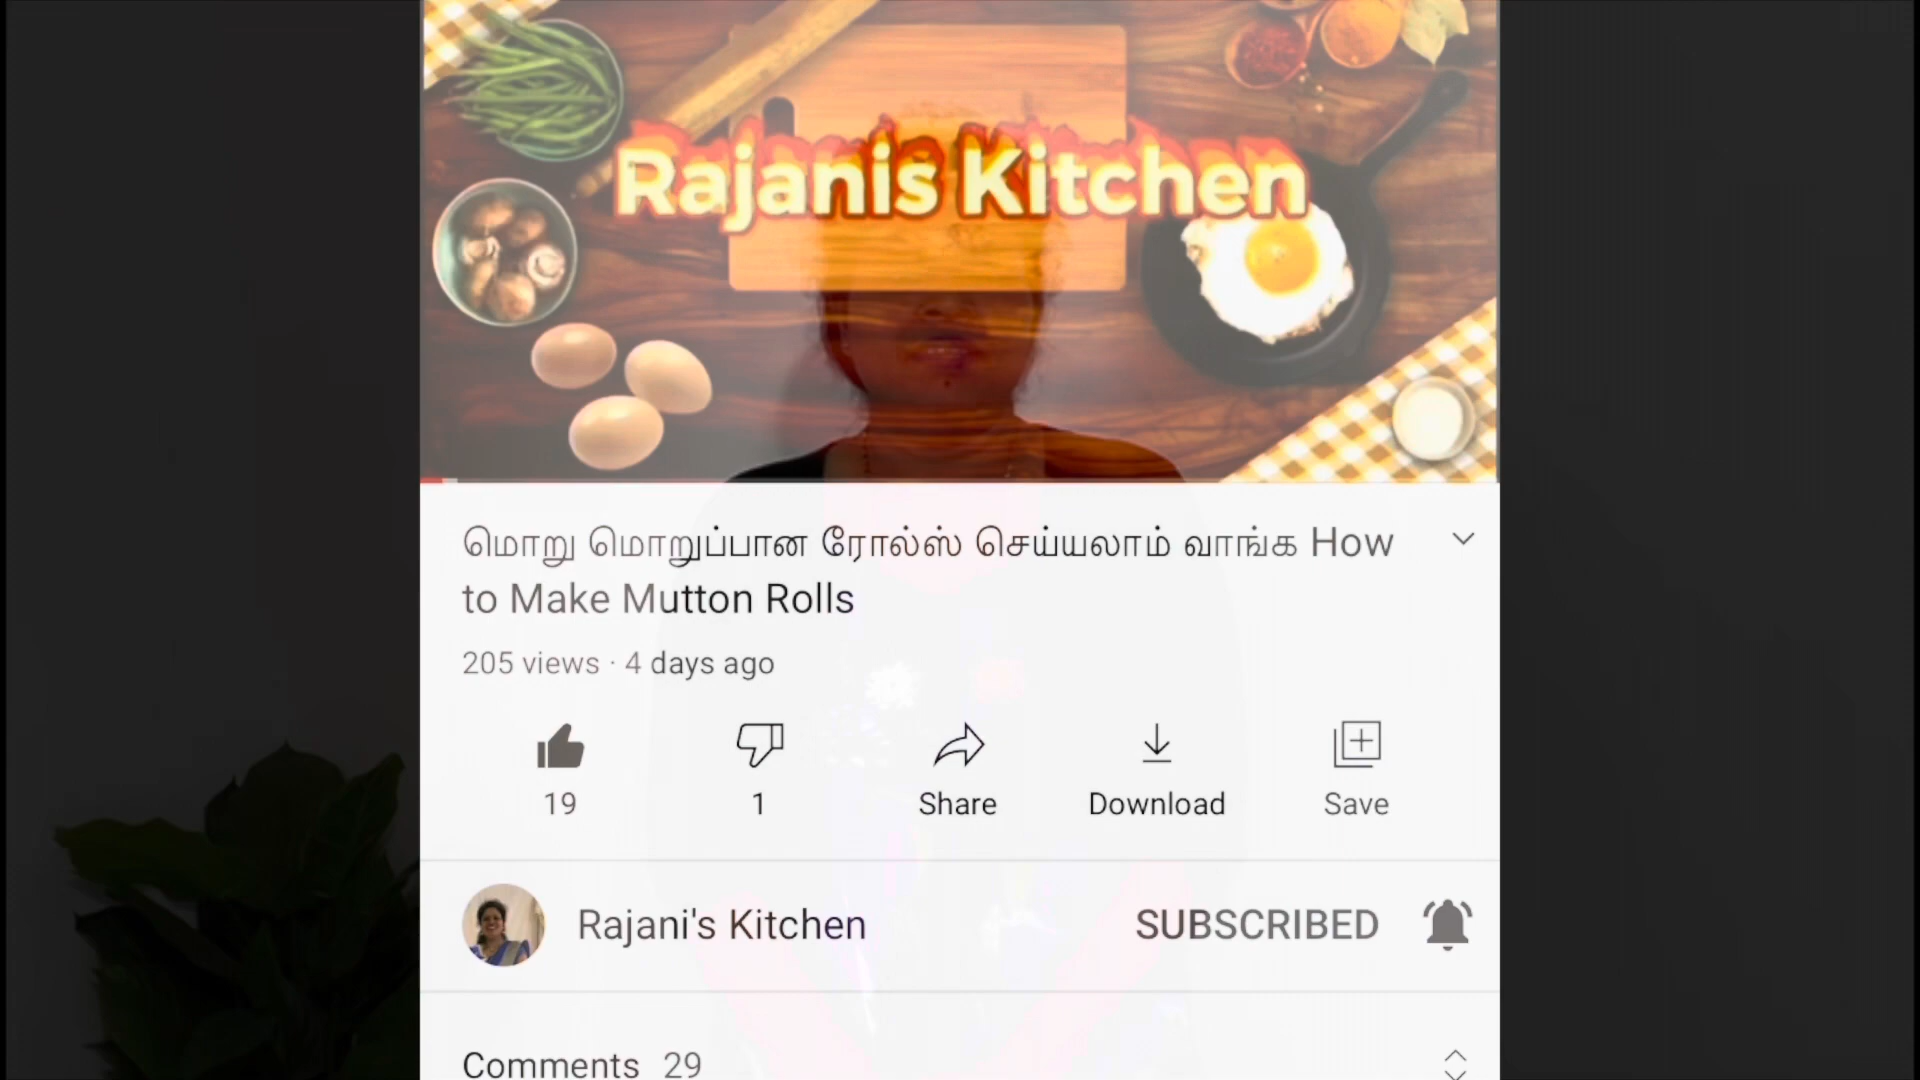 Rajanis Kitchen
மொறு மொறுப்பான ரோல்ஸ் செய்யலாம் வாங்க How
to Make Mutton Rolls
205 views · 4 days ago
19
1
Share
Download
Save
Rajani's Kitchen
SUBSCRIBED
Comments 29